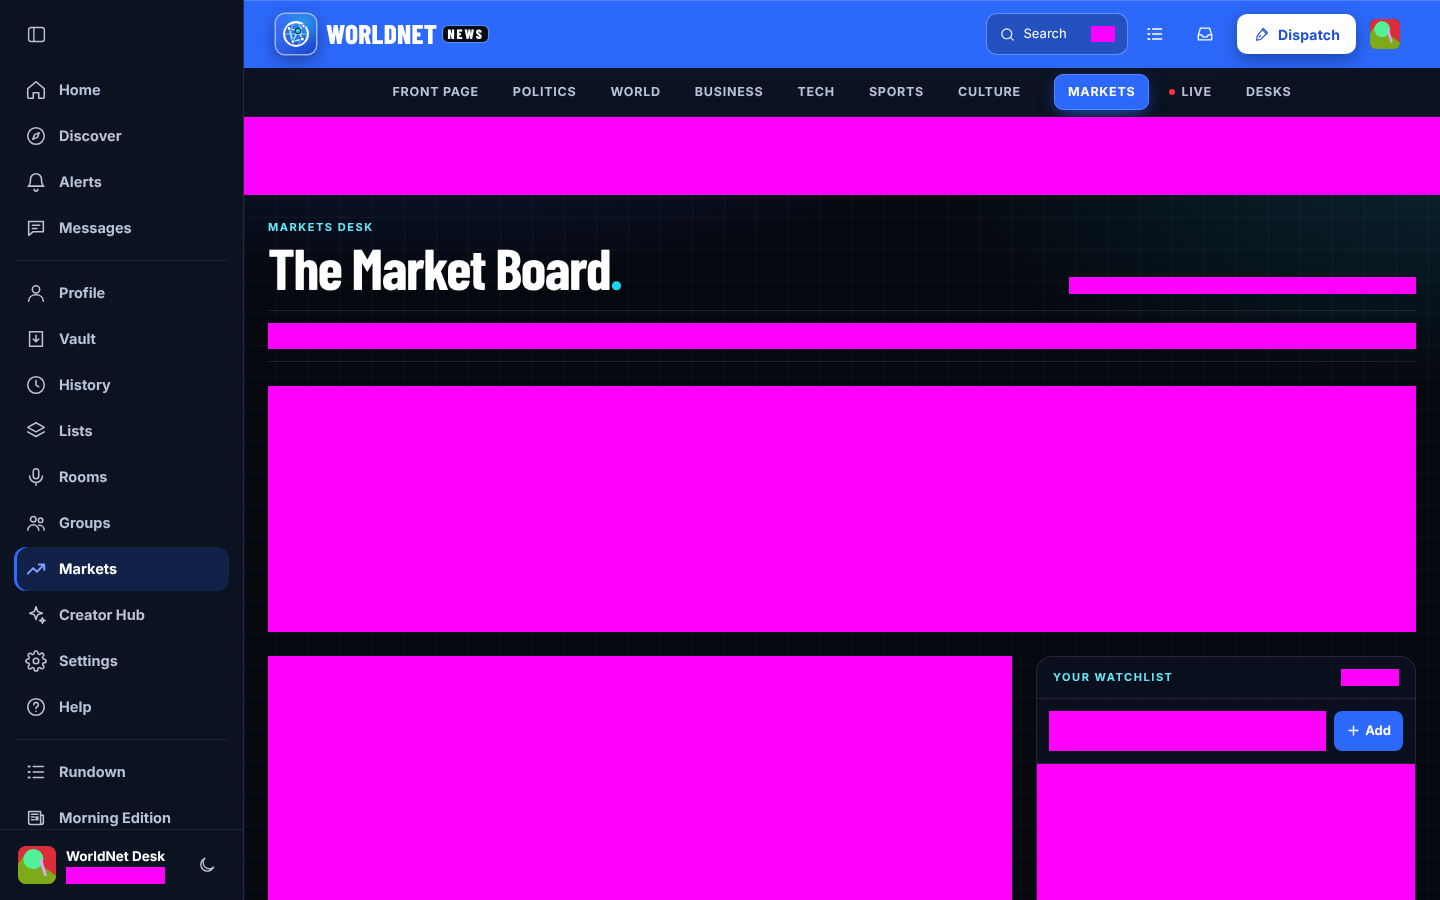 WORLDNET NEWS
Search
Dispatch
Home
Discover
Alerts
Messages
Profile
Vault
History
Lists
Rooms
Groups
Markets
Creator Hub
Settings
Help
Rundown
Morning Edition
WorldNet Desk
FRONT PAGE
POLITICS
WORLD
BUSINESS
TECH
SPORTS
CULTURE
MARKETS
LIVE
DESKS
MARKETS DESK
The Market Board.
YOUR WATCHLIST
+ Add